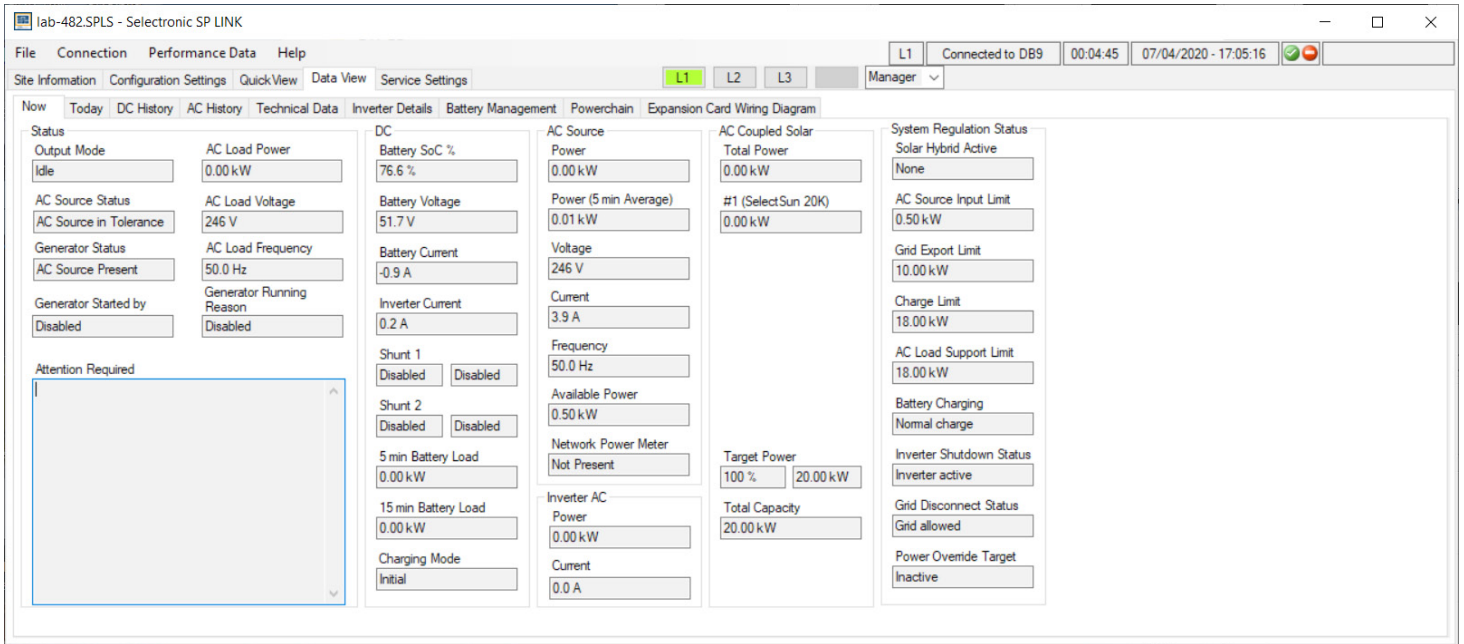 lab-482.SPLS - Selectronic SP LINK
File Connection Performance Data Help
L1 Connected to DB9 00:04:45 07/04/2020 - 17:05:16
Site Information Configuration Settings Quick View Data View Service Settings
L1 L2 L3 Manager
Now Today DC History AC History Technical Data Inverter Details Battery Management Powerchain Expansion Card Wiring Diagram
Status
Output Mode
Idle
AC Load Power
0.00 kW
AC Source Status
AC Source in Tolerance
AC Load Voltage
246 V
Generator Status
AC Source Present
AC Load Frequency
50.0 Hz
Generator Started by
Disabled
Generator Running
Reason
Disabled
Attention Required
DC
Battery SoC %
76.6 %
Battery Voltage
51.7 V
Battery Current
-0.9 A
Inverter Current
0.2 A
Shunt 1
Disabled Disabled
Shunt 2
Disabled Disabled
5 min Battery Load
0.00 kW
15 min Battery Load
0.00 kW
Charging Mode
Initial
AC Source
Power
0.00 kW
Power (5 min Average)
0.01 kW
Voltage
246 V
Current
3.9 A
Frequency
50.0 Hz
Available Power
0.50 kW
Network Power Meter
Not Present
Inverter AC
Power
0.00 kW
Current
0.0 A
AC Coupled Solar
Total Power
0.00 kW
#1 (SelectSun 20K)
0.00 kW
Target Power
100 % 20.00 kW
Total Capacity
20.00 kW
System Regulation Status
Solar Hybrid Active
None
AC Source Input Limit
0.50 kW
Grid Export Limit
10.00 kW
Charge Limit
18.00 kW
AC Load Support Limit
18.00 kW
Battery Charging
Normal charge
Inverter Shutdown Status
Inverter active
Grid Disconnect Status
Grid allowed
Power Override Target
Inactive